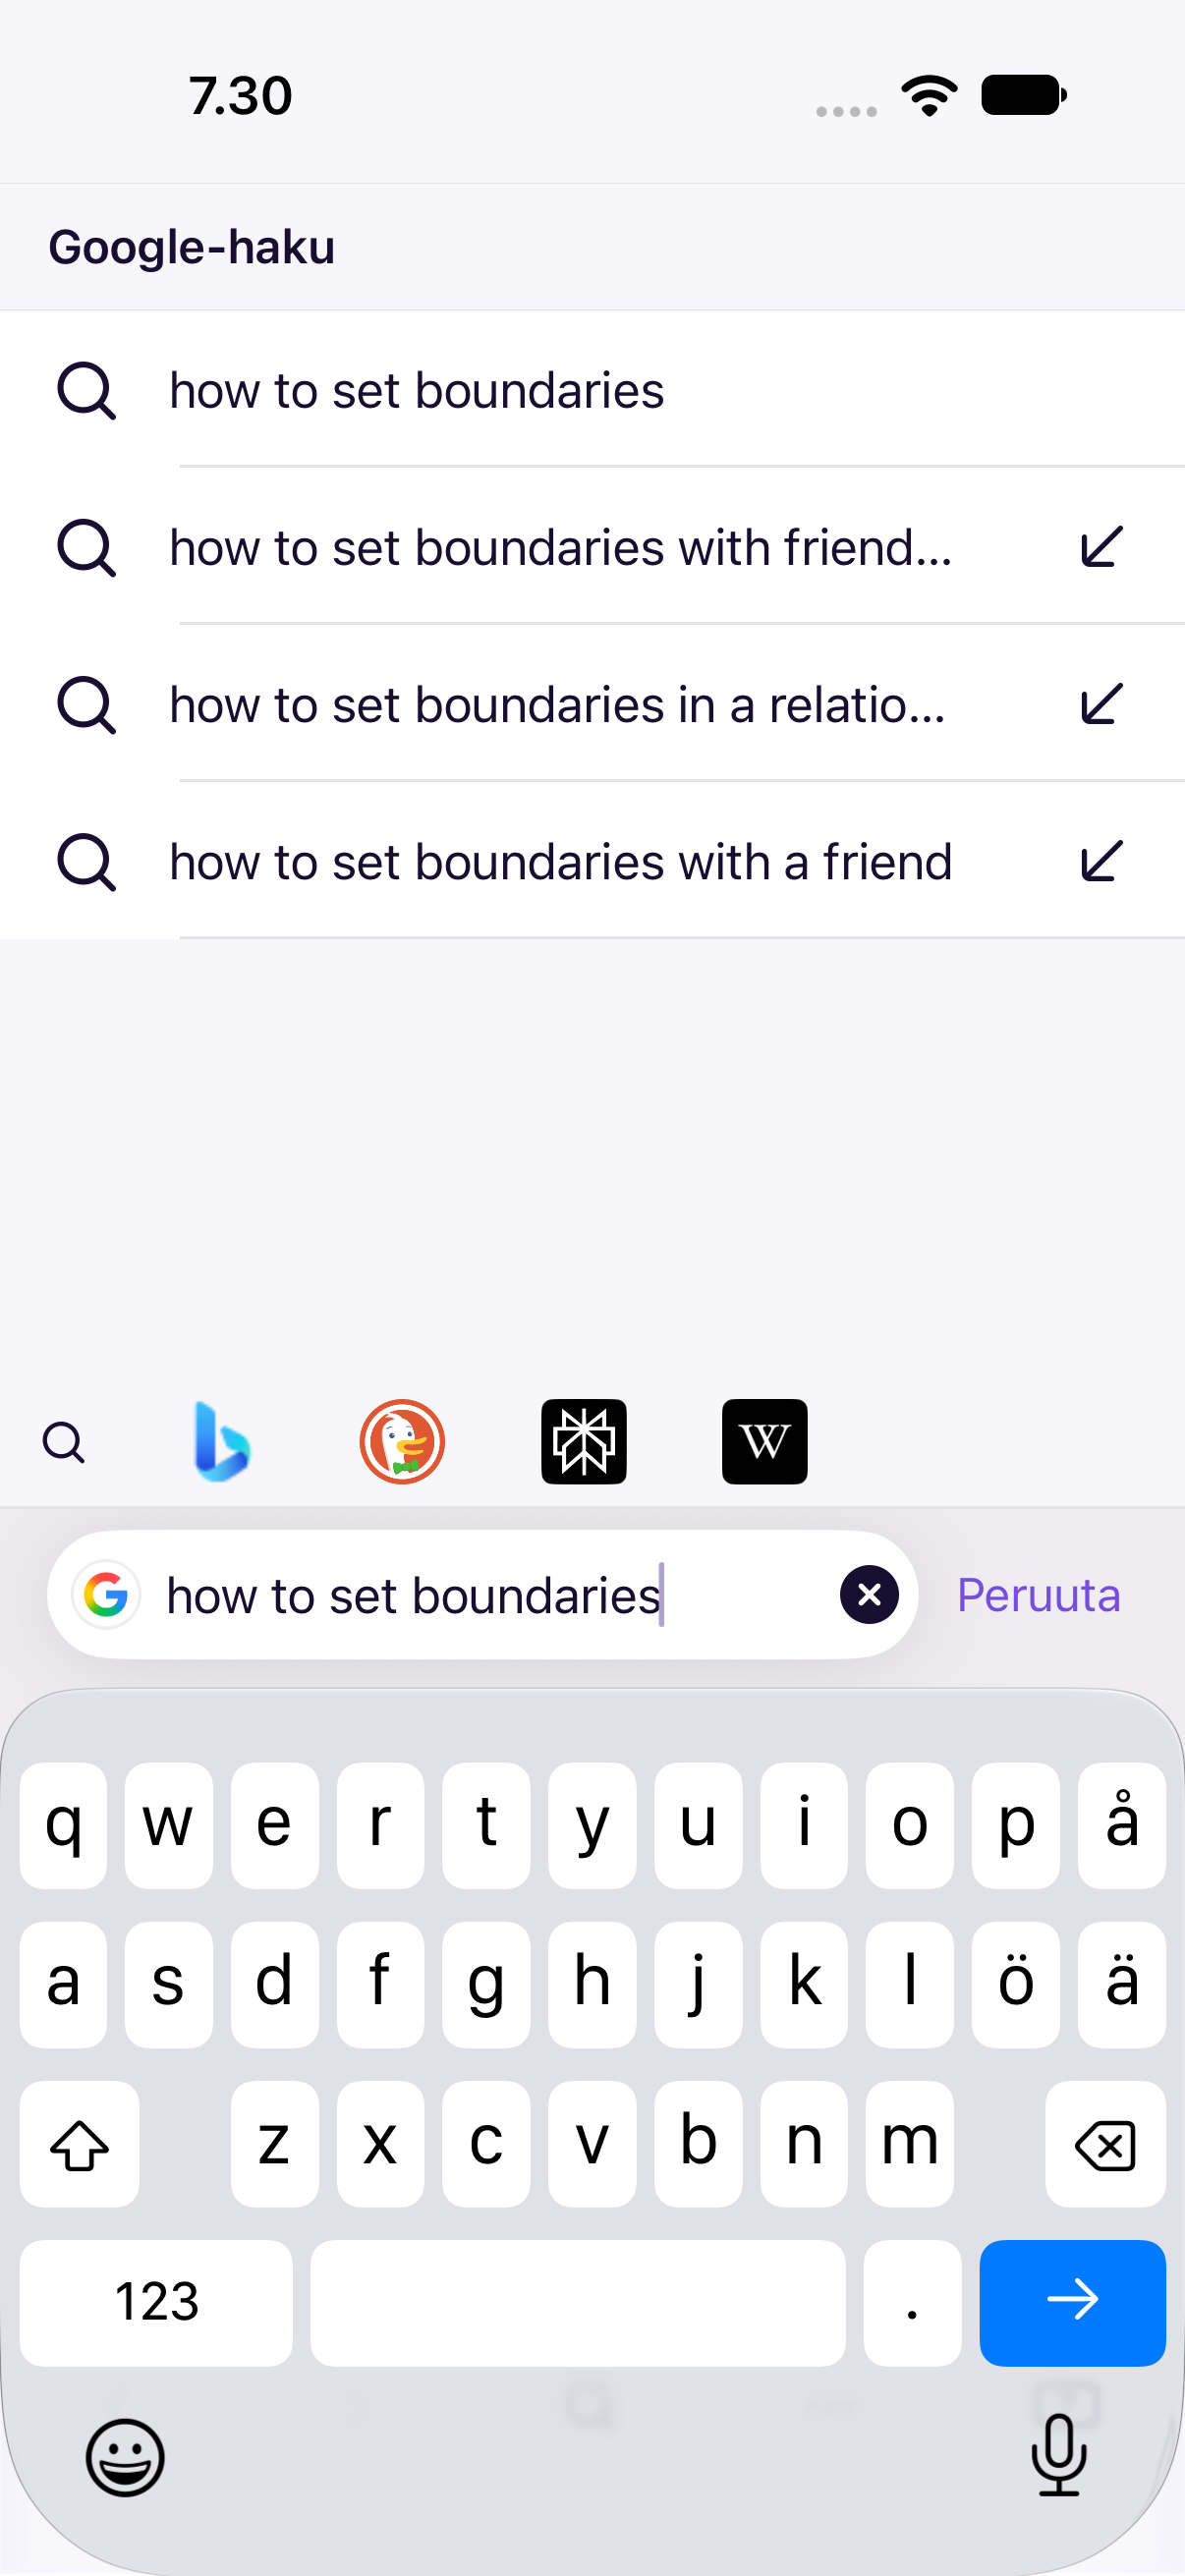 7.30
Google-haku
how to set boundaries
how to set boundaries with friend...
how to set boundaries in a relatio...
how to set boundaries with a friend
W
how to set boundaries
Peruuta
q w e r t y u i o p å
a s d f g h j k l ö ä
z x c v b n m
123 .